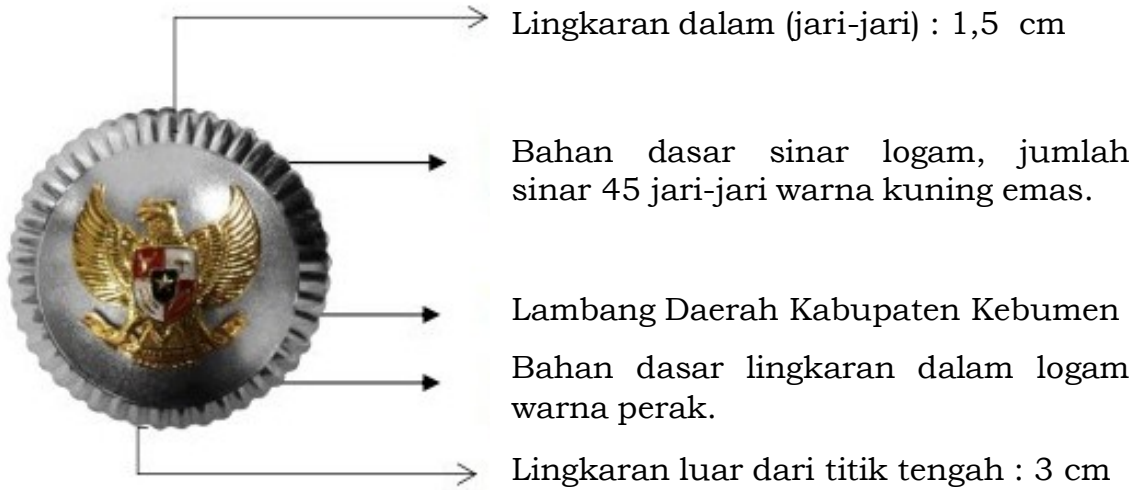 Lingkaran dalam (jari-jari) : 1,5 cm
Bahan dasar sinar logam, jumlah
sinar 45 jari-jari warna kuning emas.
Lambang Daerah Kabupaten Kebumen
Bahan dasar lingkaran dalam logam
warna perak.
Lingkaran luar dari titik tengah : 3 cm